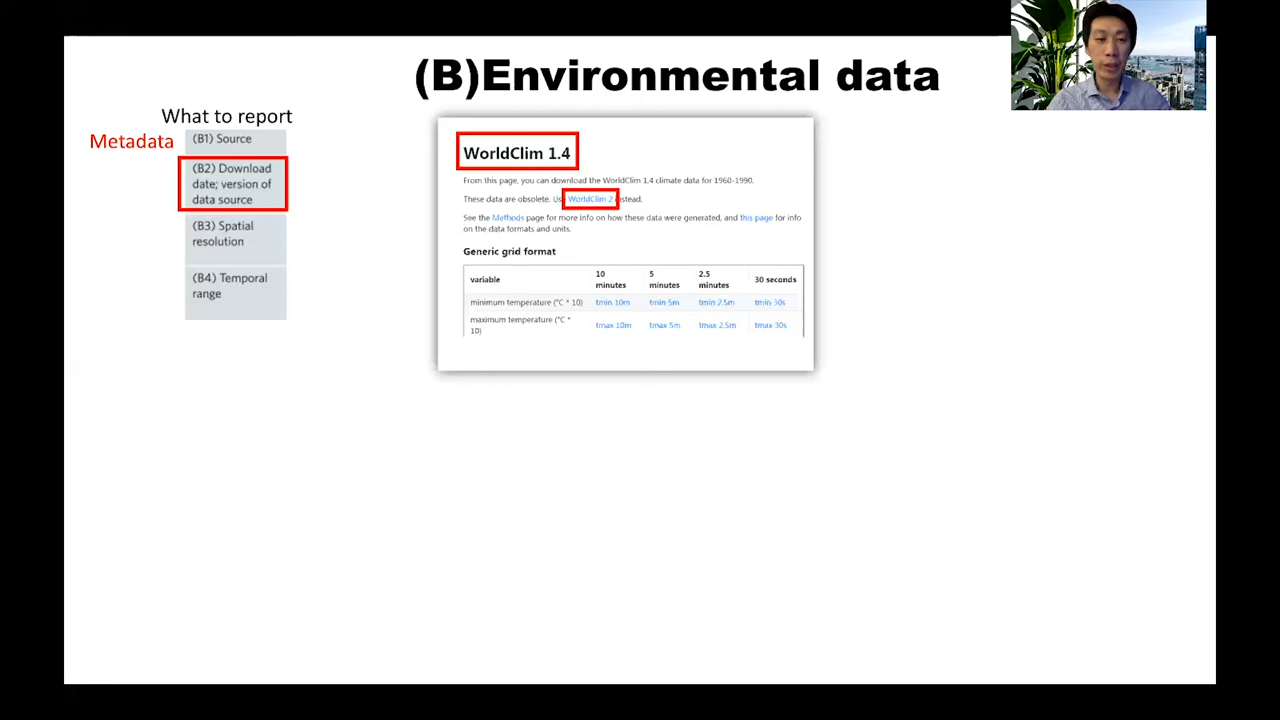 (B)Environmental data
What to report
Metadata
(B1) Source
(B2) Download
date; version of
data source
(B3) Spatial
resolution
(B4) Temporal
range
WorldClim 1.4
From this page, you can download the WorldClim 1.4 climate data for 1960-1990.
These data are obsolete. Us WorldClim 2 instead.
See the Methods page for more info on how these data were generated, and this page for info
on the data formats and units.
Generic grid format
variable 10 minutes 5 minutes 2.5 minutes 30 seconds
minimum temperature (°C * 10) tmin 10m tmin 5m tmin 2.5m tmin 30s
maximum temperature (°C * 10) tmax 10m tmax 5m tmax 2.5m tmax 30s